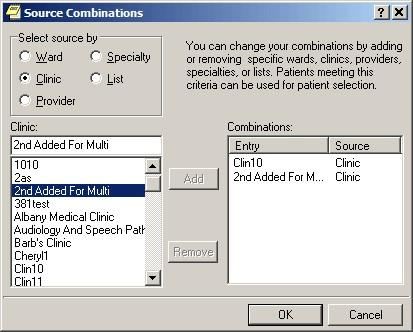 Source Combinations
Select source by
Ward Specialty
Clinic List
Provider
You can change your combinations by adding
or removing specific wards, clinics, providers,
specialties, or lists. Patients meeting this
criteria can be used for patient selection.
Clinic:
2nd Added For Multi
1010
2as
2nd Added For Multi
381test
Albany Medical Clinic
Audiology And Speech Path
Barb's Clinic
Cheryl1
Clin10
Clin11
Add
Remove
Combinations:
Entry Source
Clin10 Clinic
2nd Added For M... Clinic
OK Cancel